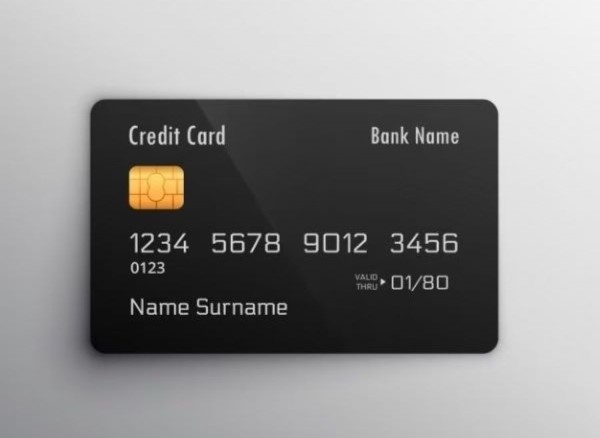 Credit Card Bank Name
1234 5678 9012 3456
0123
VALID THRU 01/80
Name Surname